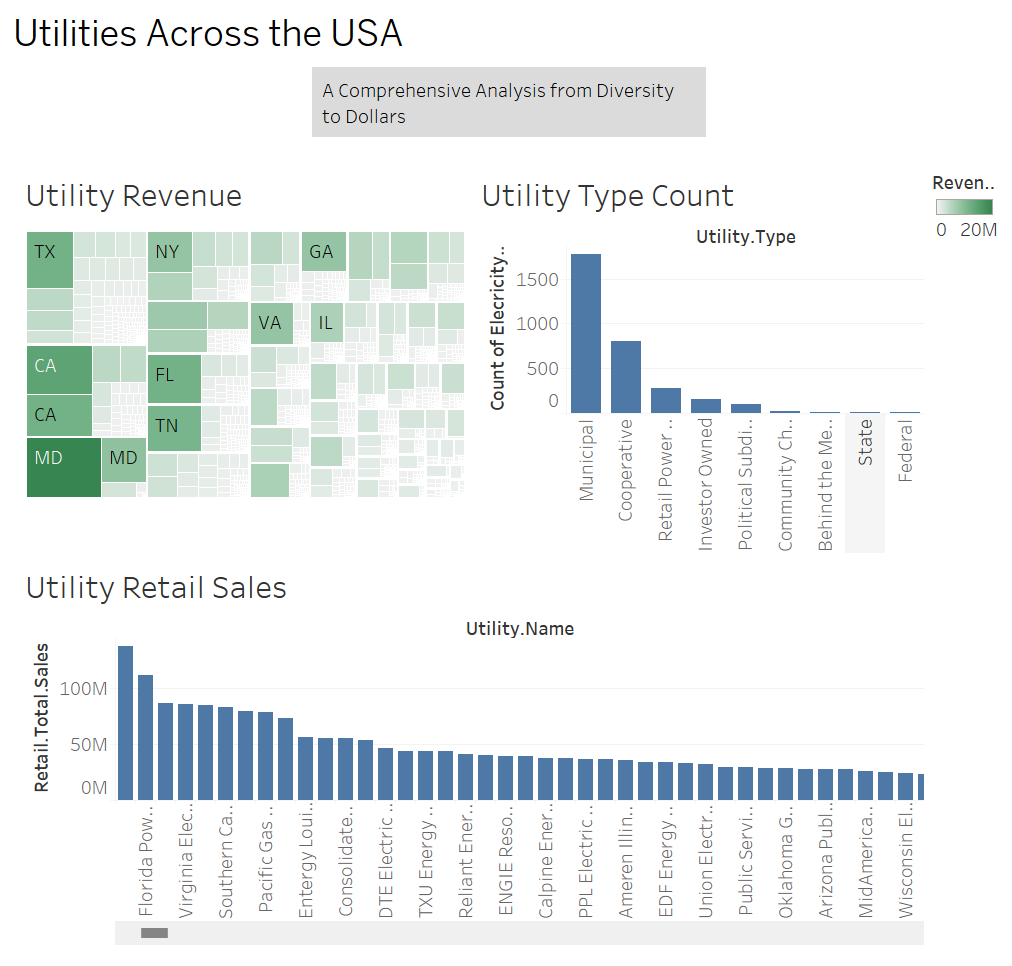 Utilities Across the USA
A Comprehensive Analysis from Diversity
to Dollars
Utility Revenue
TX
NY
GA
VA
IL
CA
FL
CA
TN
MD
MD
Utility Type Count
Reven..
0 20M
Utility.Type
Count of Elecricity..
1500
1000
500
0
Municipal
Cooperative
Retail Power ..
Investor Owned
Political Subdi..
Community Ch..
Behind the Me..
State
Federal
Utility Retail Sales
Utility.Name
Retail.Total.Sales
100M
50M
0M
Florida Pow..
Virginia Elec..
Southern Ca..
Pacific Gas ..
Entergy Loui..
Consolidate..
DTE Electric ..
TXU Energy ..
Reliant Ener..
ENGIE Reso..
Calpine Ener..
PPL Electric ..
Ameren Illin..
EDF Energy ..
Union Electr..
Public Servi..
Oklahoma G..
Arizona Publ..
MidAmerica..
Wisconsin El..